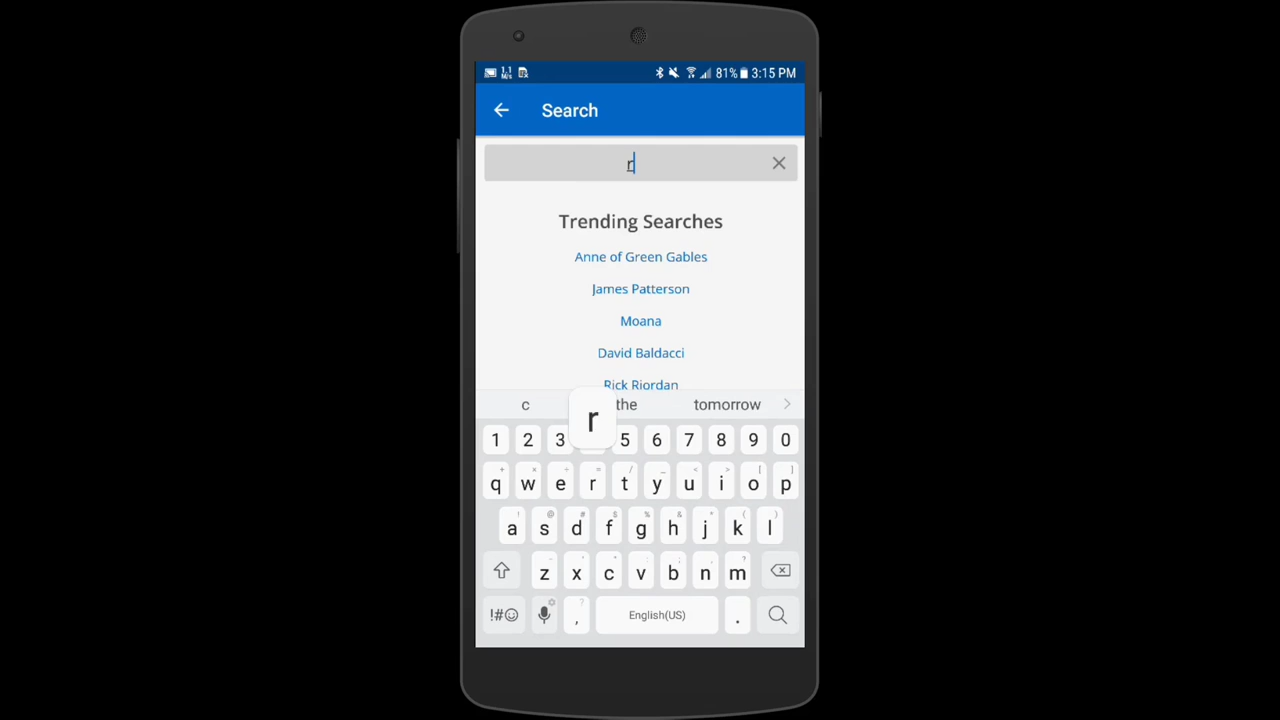 81% 3:15 PM
Search
r
Trending Searches
Anne of Green Gables
James Patterson
Moana
David Baldacci
Rick Riordan
c the tomorrow
r
1 2 3 5 6 7 8 9 0
q w e r t y u i o p
a s d f g h j k l
z x c v b n m
!#☺ , English(US) .